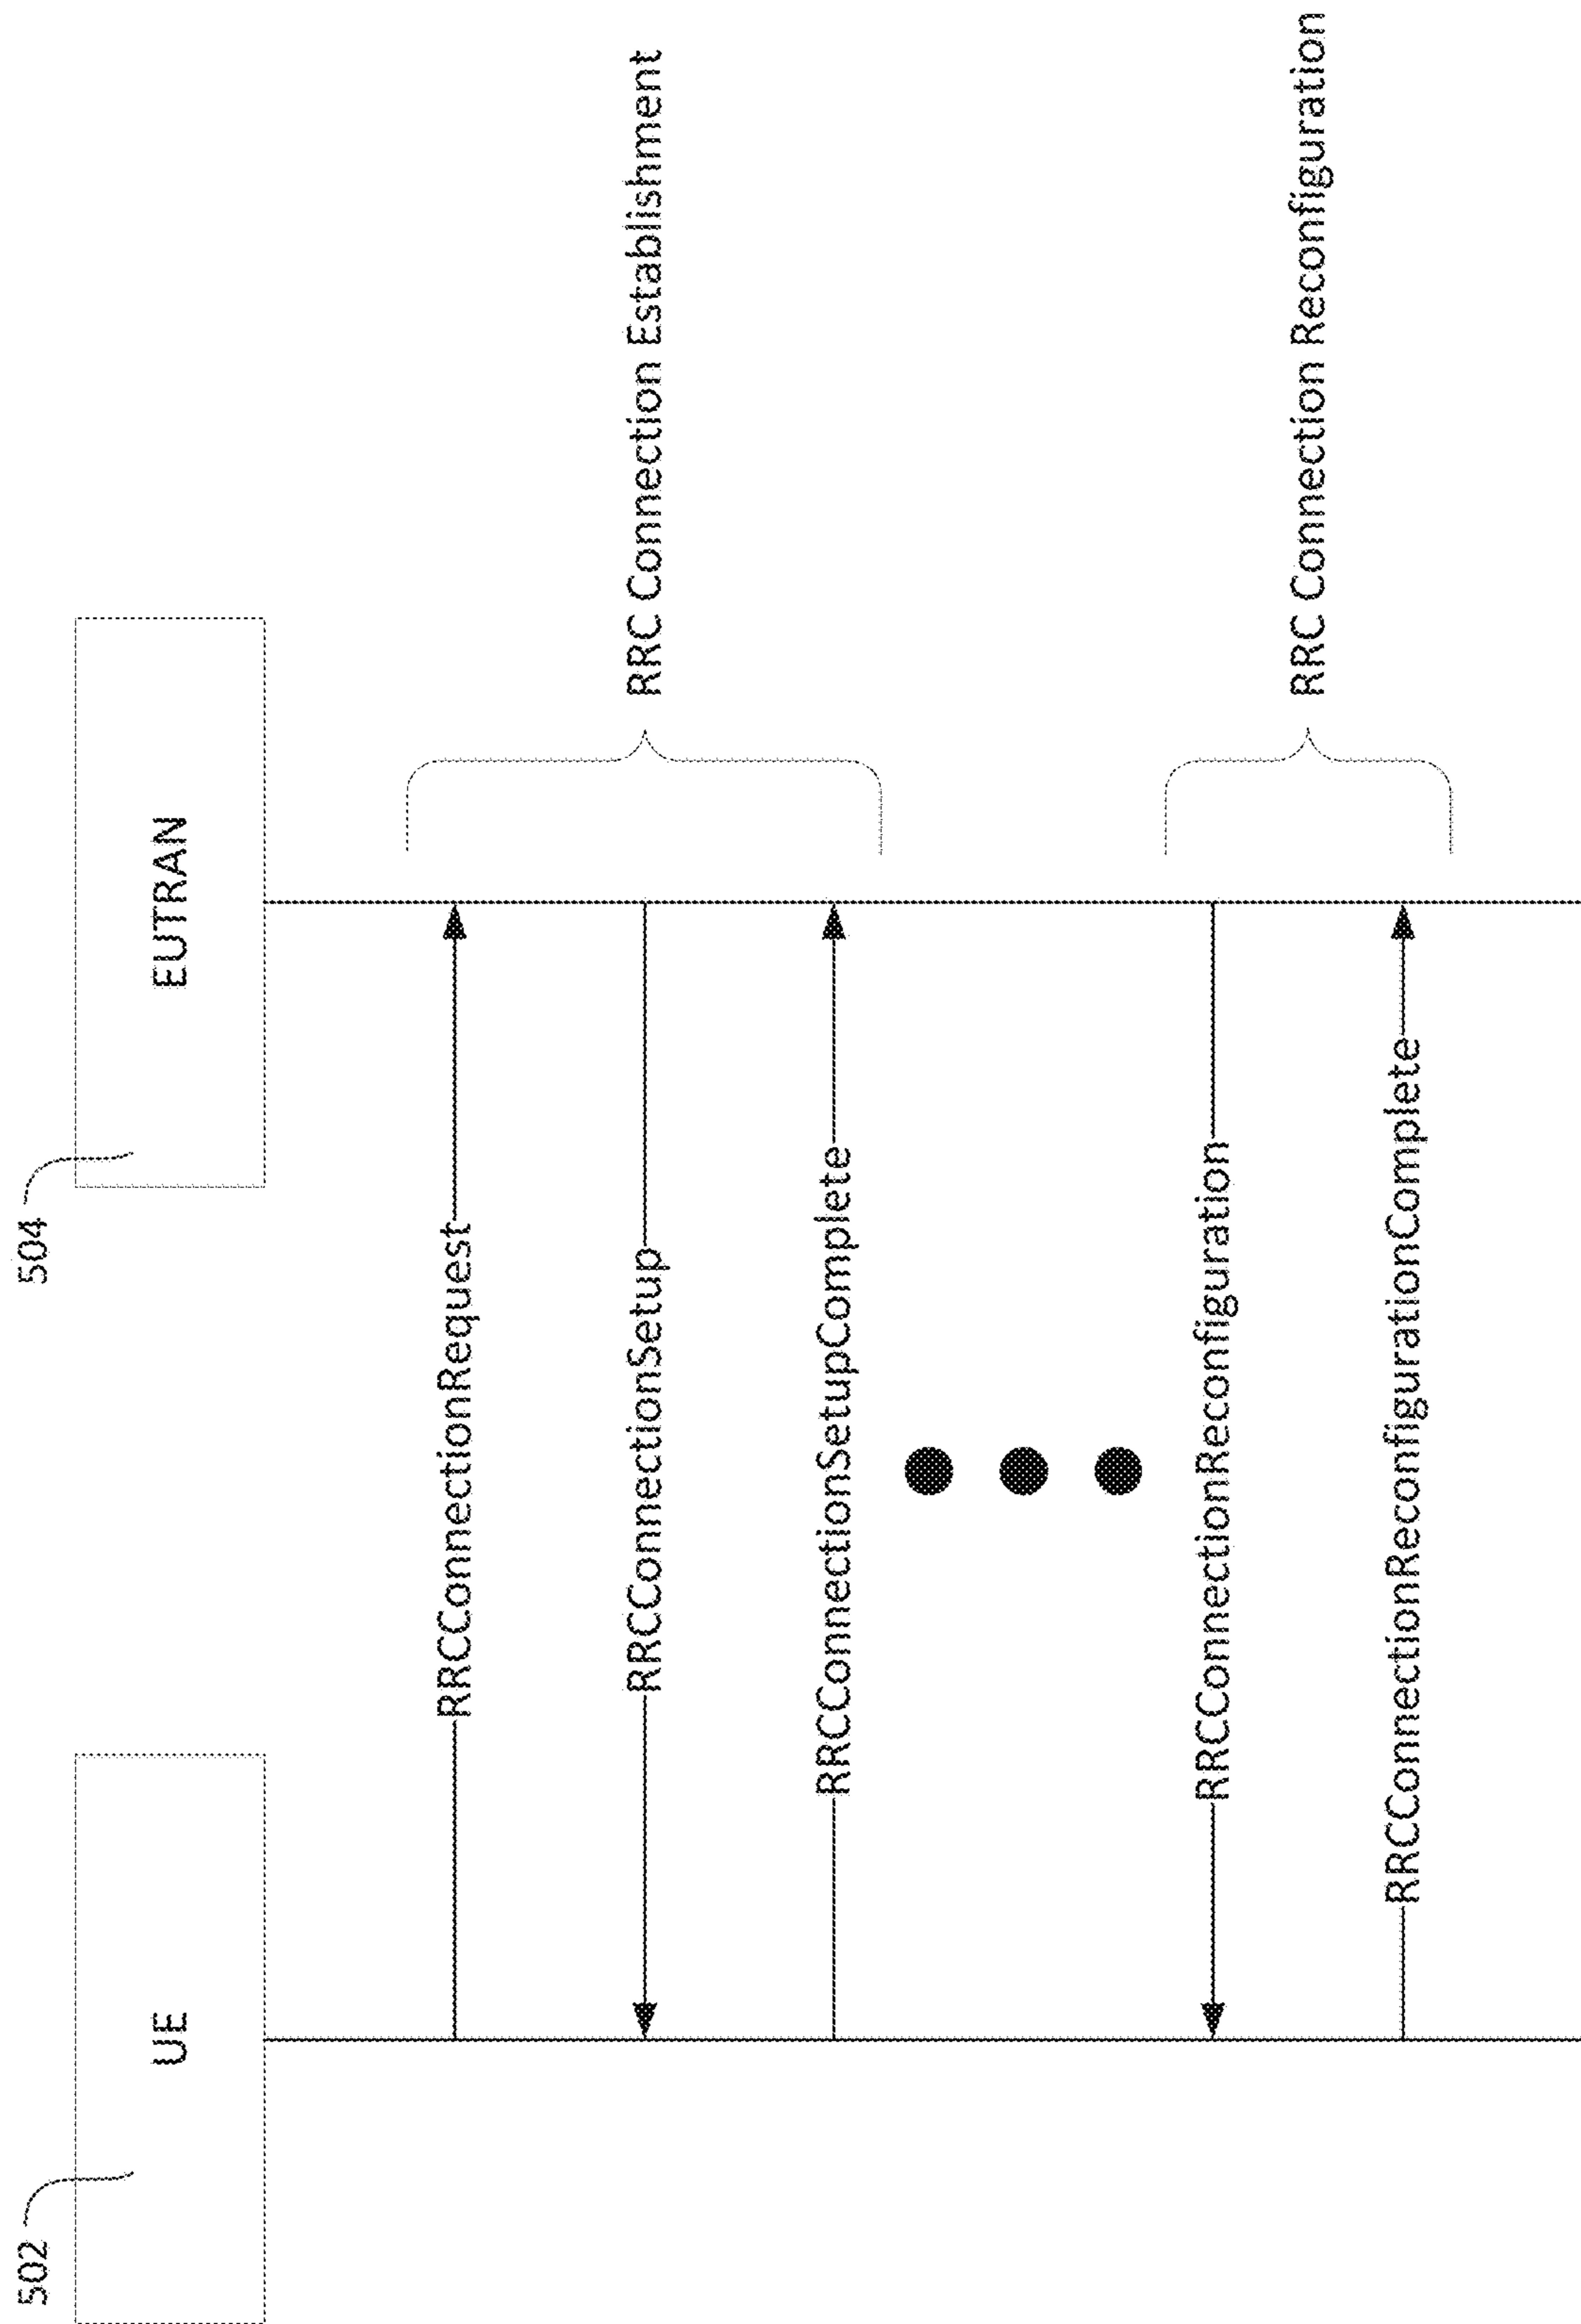 502
UE
504
EUTRAN
RRCConnectionRequest
RRCConnectionSetup
RRCConnectionSetupComplete
RRC Connection Establishment
RRCConnectionReconfiguration
RRCConnectionReconfigurationComplete
RRC Connection Reconfiguration